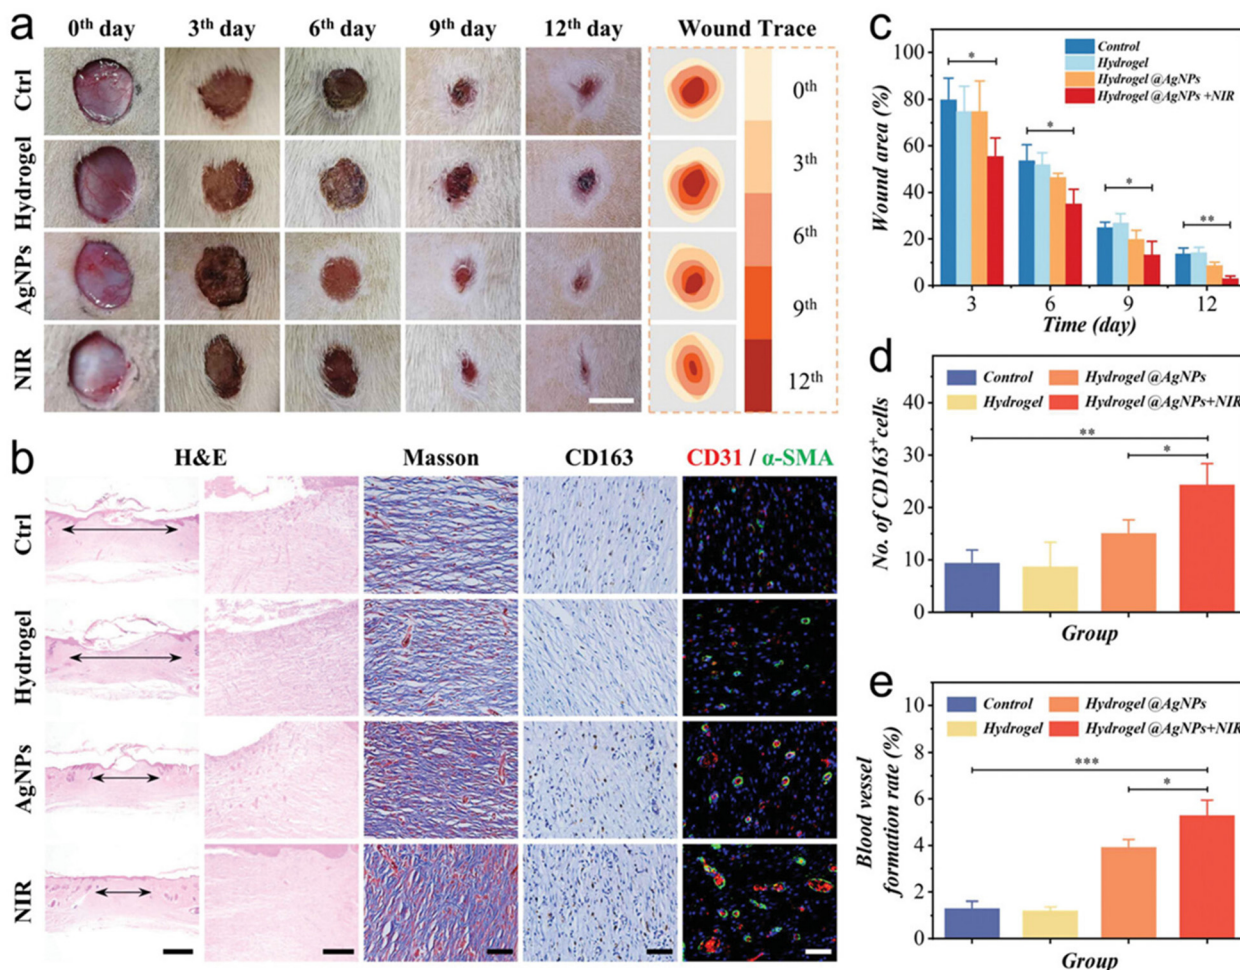 a
0th day
3th day
6th day
9th day
12th day
Wound Trace
Ctrl
Hydrogel
AgNPs
NIR
0th
3th
6th
9th
12th
b
H&E
Masson
CD163
CD31 / α-SMA
Ctrl
Hydrogel
AgNPs
NIR
c
Control
Hydrogel
Hydrogel @AgNPs
Hydrogel @AgNPs +NIR
Wound area (%)
100
80
60
40
20
0
*
*
*
**
3
6
9
12
Time (day)
d
Control
Hydrogel @AgNPs
Hydrogel
Hydrogel @AgNPs+NIR
No. of CD163+cells
40
30
20
10
0
**
*
Group
e
Control
Hydrogel @AgNPs
Hydrogel
Hydrogel @AgNPs+NIR
Blood vessel
formation rate (%)
10
8
6
4
2
0
***
*
Group